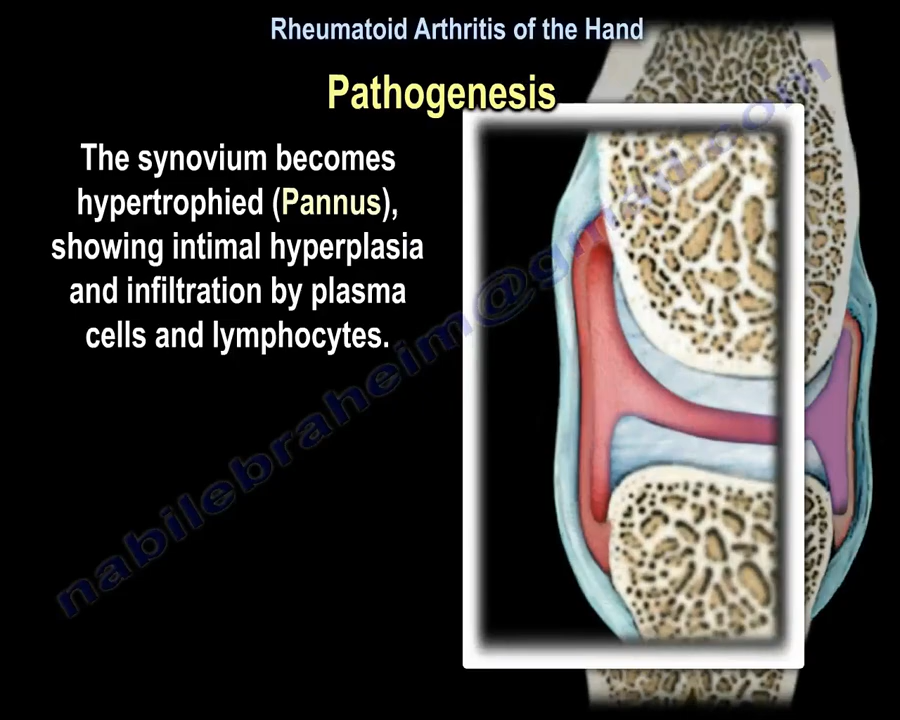 Rheumatoid Arthritis of the Hand
Pathogenesis
The synovium becomes
hypertrophied (Pannus),
showing intimal hyperplasia
and infiltration by plasma
cells and lymphocytes.
nabilebraheim@gmail.com